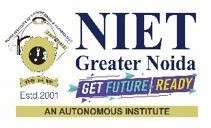 NIET
Greater Noida
GET FUTURE READY
Estd.2001
AN AUTONOMOUS INSTITUTE